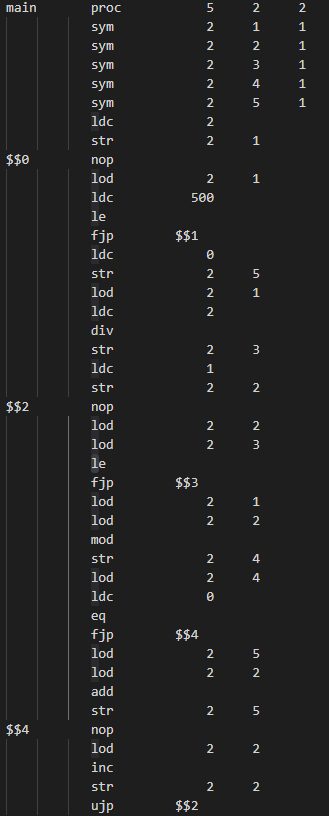 main proc 5 2 2
sym 2 1 1
sym 2 2 1
sym 2 3 1
sym 2 4 1
sym 2 5 1
ldc 2
str 2 1
$$0 nop
lod 2 1
ldc 500
le
fjp $$1
ldc 0
str 2 5
lod 2 1
ldc 2
div
str 2 3
ldc 1
str 2 2
$$2 nop
lod 2 2
lod 2 3
le
fjp $$3
lod 2 1
lod 2 2
mod
str 2 4
lod 2 4
ldc 0
eq
fjp $$4
lod 2 5
lod 2 2
add
str 2 5
$$4 nop
lod 2 2
inc
str 2 2
ujp $$2